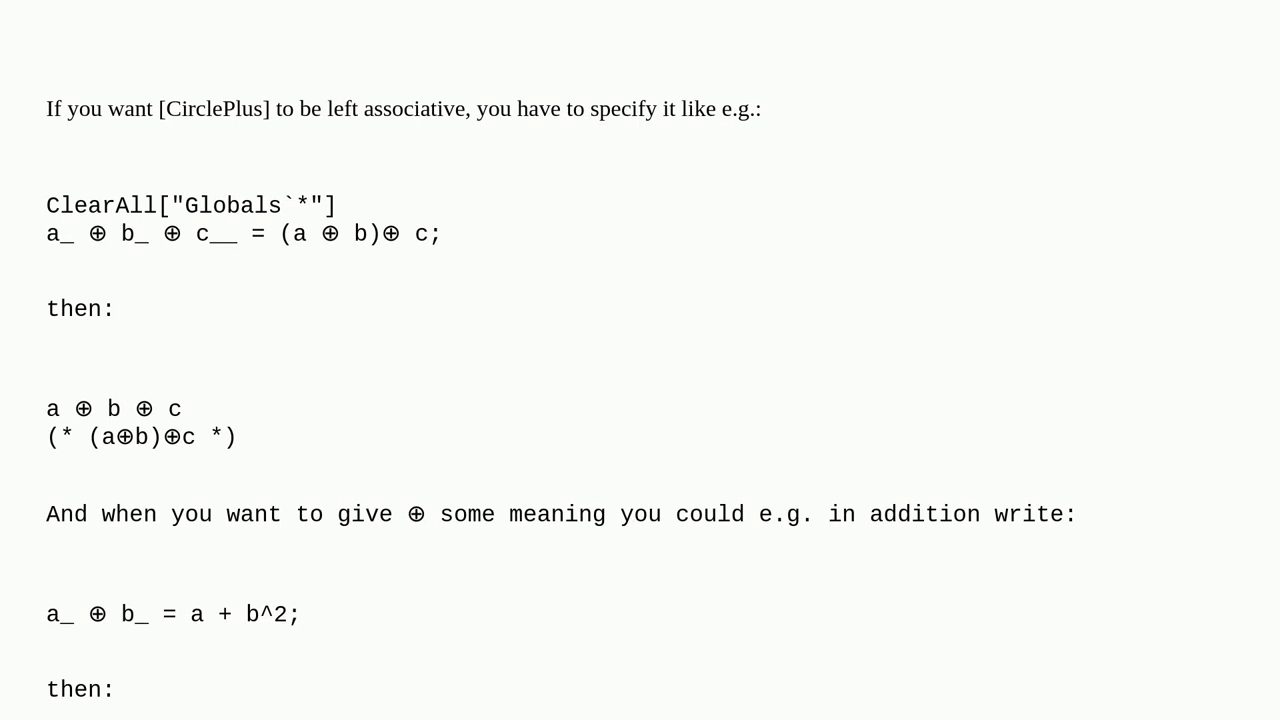 If you want [CirclePlus] to be left associative, you have to specify it like e.g.:
ClearAll["Globals`*"]
a_ ⊕ b_ ⊕ c__ = (a ⊕ b)⊕ c;
then:
a ⊕ b ⊕ c
(* (a⊕b)⊕c *)
And when you want to give ⊕ some meaning you could e.g. in addition write:
a_ ⊕ b_ = a + b^2;
then: